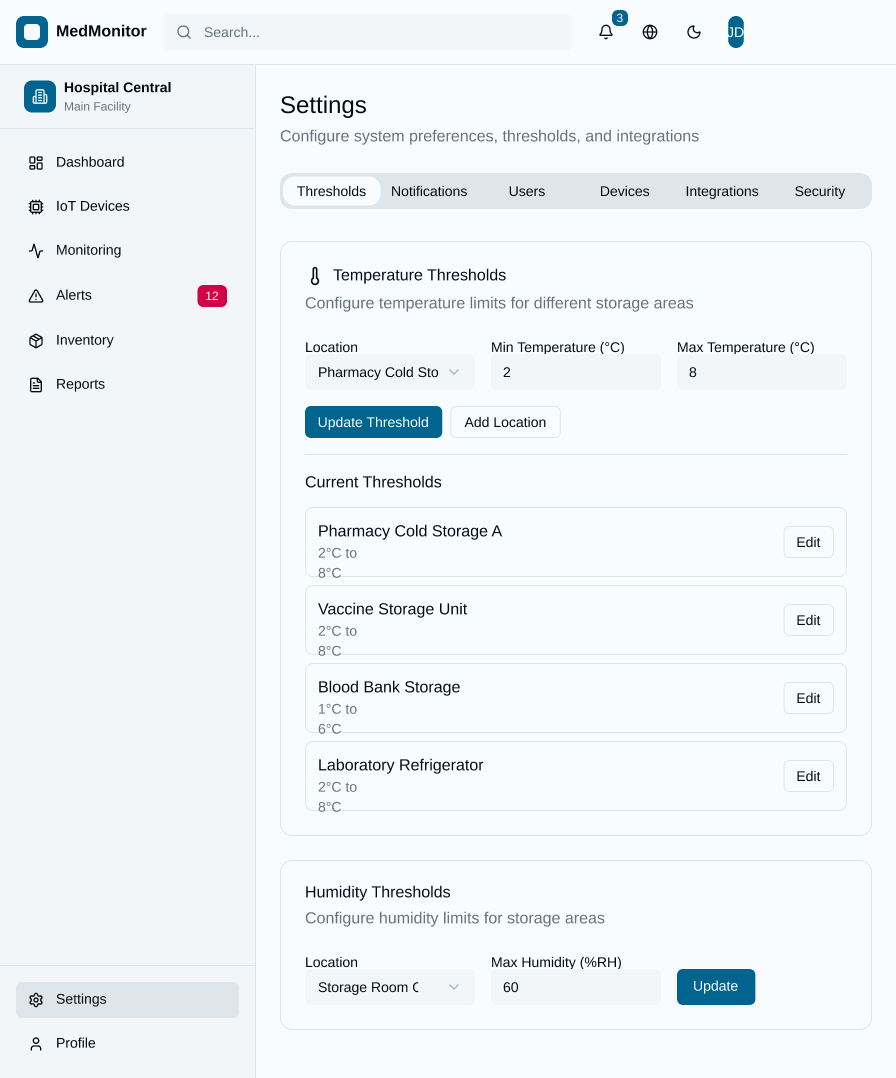 MedMonitor
Search...
3
JD
Hospital Central
Main Facility
Dashboard
IoT Devices
Monitoring
Alerts
12
Inventory
Reports
Settings
Profile
Settings
Configure system preferences, thresholds, and integrations
Thresholds Notifications Users Devices Integrations Security
Temperature Thresholds
Configure temperature limits for different storage areas
Location Min Temperature (°C) Max Temperature (°C)
Pharmacy Cold Sto 2 8
Update Threshold Add Location
Current Thresholds
Pharmacy Cold Storage A
2°C to
8°C
Edit
Vaccine Storage Unit
2°C to
8°C
Edit
Blood Bank Storage
1°C to
6°C
Edit
Laboratory Refrigerator
2°C to
8°C
Edit
Humidity Thresholds
Configure humidity limits for storage areas
Location Max Humidity (%RH)
Storage Room 60 Update